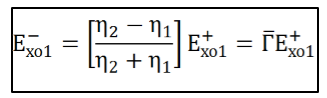 E⁻ₓₒ₁ = [(η₂ − η₁)/(η₂ + η₁)] E⁺ₓₒ₁ = Γ̄E⁺ₓₒ₁